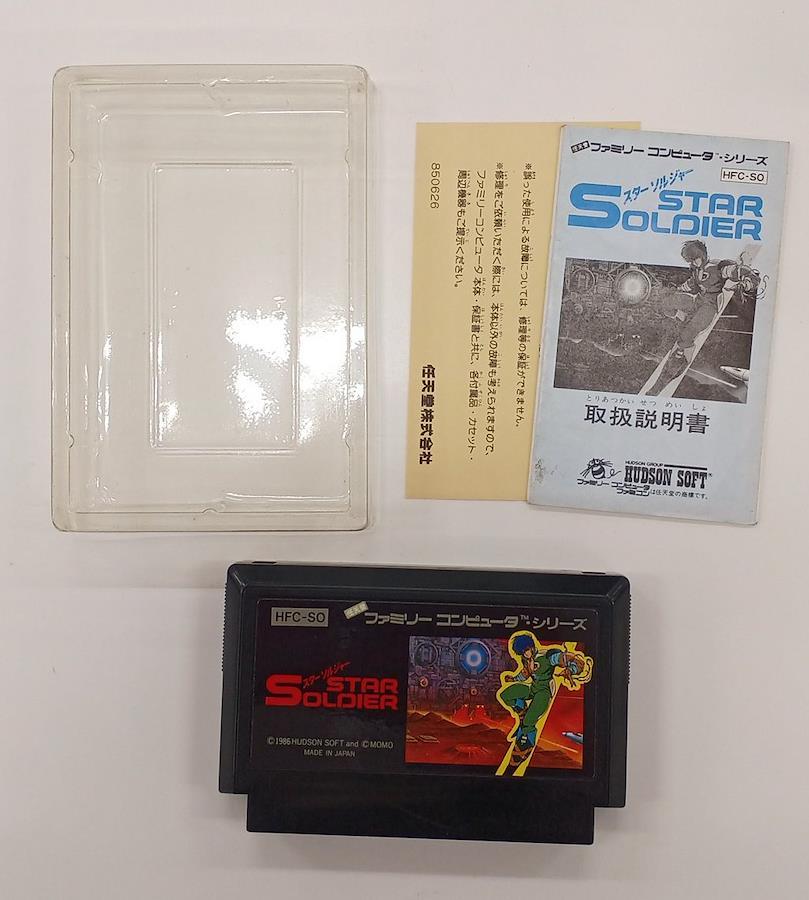 ※誤った使用による故障については、修理等の保証ができません。
※修理をご依頼いただく際には、本体以外の故障も考えられますので、
ファミリーコンピュータ本体・保証書と共に、各付属品・カセット・
周辺機器もご提示ください。
850626
任天堂株式会社
任天堂 ファミリー コンピュータ™・シリーズ
HFC-SO
スター ソルジャー
STAR
SOLDIER
とりあつかい せつ めい しょ
取扱説明書
HUDSON GROUP
HUDSON SOFT®
ファミリー コンピュータ
ファミコン は任天堂の商標です。
HFC-SO
任天堂 ファミリー コンピュータ™・シリーズ
スター ソルジャー
STAR
SOLDIER
©1986 HUDSON SOFT and ©MOMO
MADE IN JAPAN